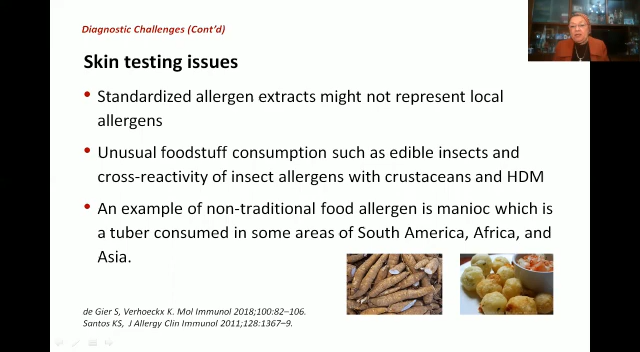 Diagnostic Challenges (Cont'd)
Skin testing issues
• Standardized allergen extracts might not represent local
allergens
• Unusual foodstuff consumption such as edible insects and
cross-reactivity of insect allergens with crustaceans and HDM
• An example of non-traditional food allergen is manioc which is
a tuber consumed in some areas of South America, Africa, and
Asia.
de Gier S, Verhoeckx K. Mol Immunol 2018;100:82–106.
Santos KS, J Allergy Clin Immunol 2011;128:1367–9.